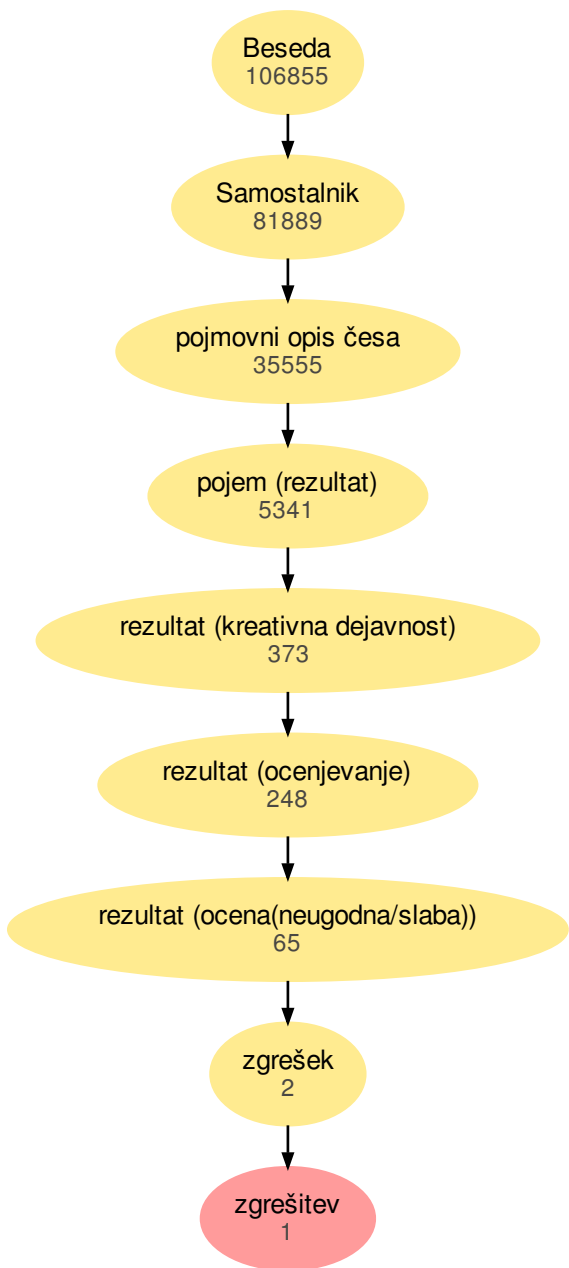 Beseda
106855
Samostalnik
81889
pojmovni opis česa
35555
pojem (rezultat)
5341
rezultat (kreativna dejavnost)
373
rezultat (ocenjevanje)
248
rezultat (ocena(neugodna/slaba))
65
zgrešek
2
zgrešitev
1